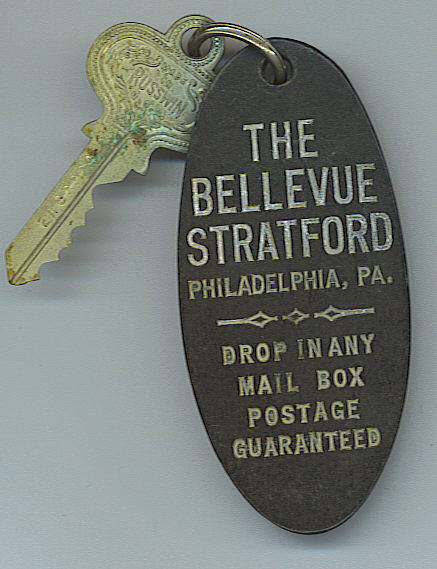 RUSSWIN
THE
BELLEVUE
STRATFORD
PHILADELPHIA, PA.
DROP IN ANY
MAIL BOX
POSTAGE
GUARANTEED